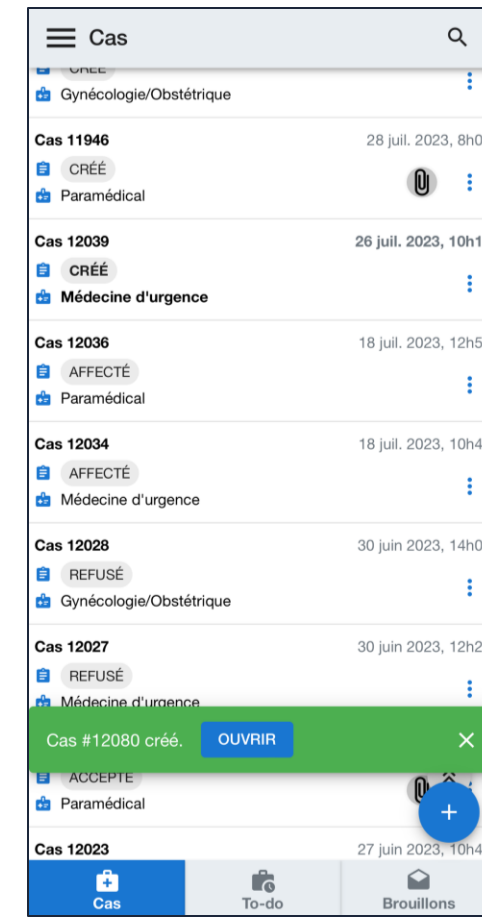 Cas
CRÉÉ
Gynécologie/Obstétrique
Cas 11946 28 juil. 2023, 8h0
CRÉÉ
Paramédical
Cas 12039 26 juil. 2023, 10h1
CRÉÉ
Médecine d'urgence
Cas 12036 18 juil. 2023, 12h5
AFFECTÉ
Paramédical
Cas 12034 18 juil. 2023, 10h4
AFFECTÉ
Médecine d'urgence
Cas 12028 30 juin 2023, 14h0
REFUSÉ
Gynécologie/Obstétrique
Cas 12027 30 juin 2023, 12h2
REFUSÉ
Médecine d'urgence
Cas #12080 créé. OUVRIR
ACCEPTÉ
Paramédical
Cas 12023 27 juin 2023, 10h4
Cas To-do Brouillons